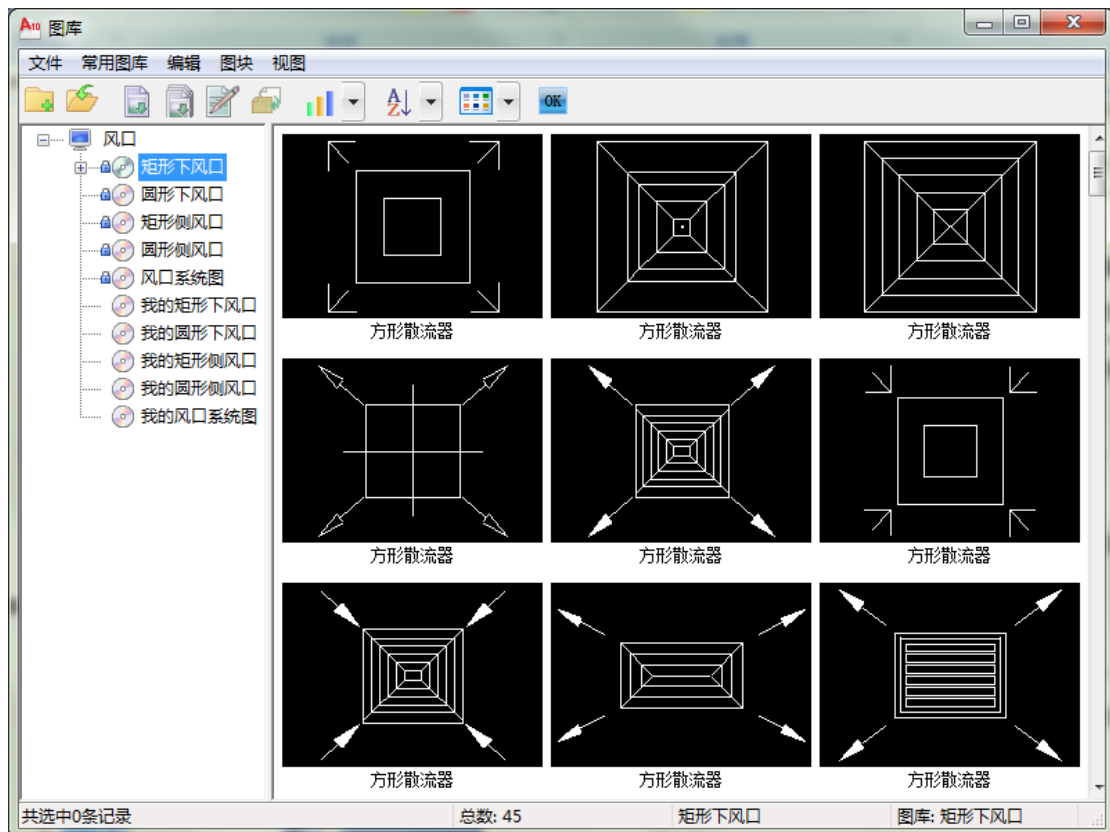 A10 图库
文件 常用图库 编辑 图块 视图
A Z OK
风口
矩形下风口
圆形下风口
矩形侧风口
圆形侧风口
风口系统图
我的矩形下风口
我的圆形下风口
我的矩形侧风口
我的圆形侧风口
我的风口系统图
方形散流器 方形散流器 方形散流器
方形散流器 方形散流器 方形散流器
方形散流器 方形散流器 方形散流器
共选中0条记录 总数: 45 矩形下风口 图库: 矩形下风口